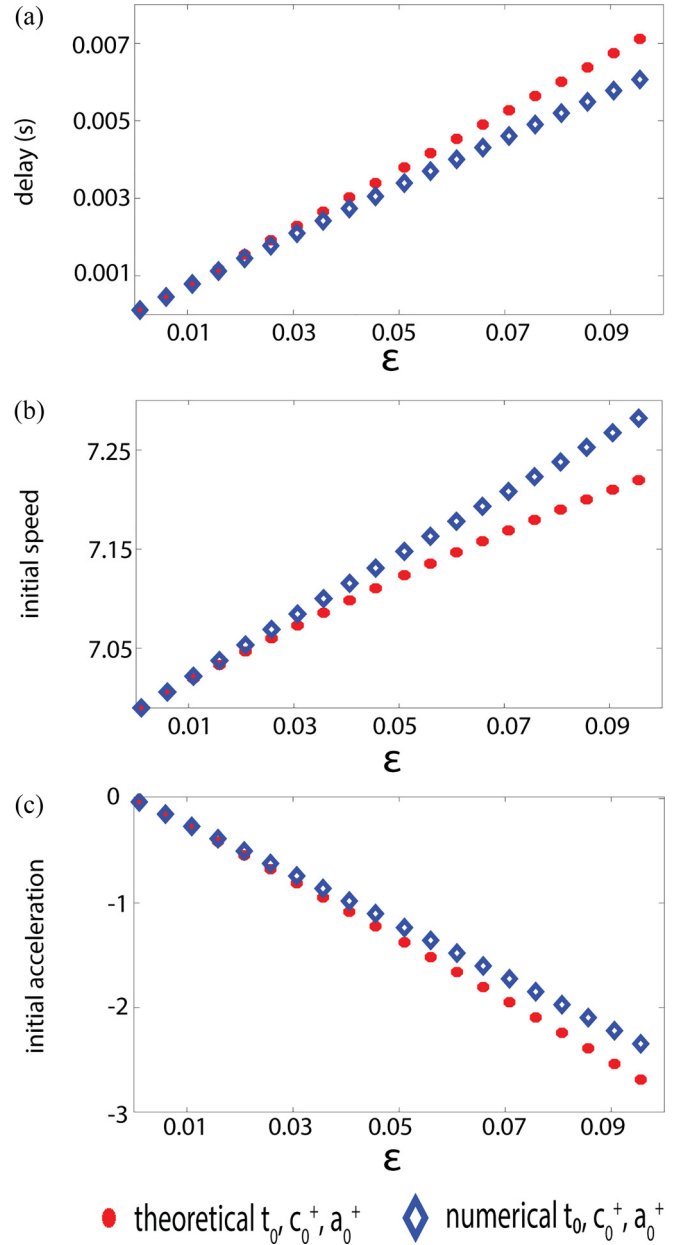 (a)
0.007
0.005
0.003
0.001
delay (s)
0.01 0.03 0.05 0.07 0.09
ε
(b)
7.25
7.15
7.05
initial speed
0.01 0.03 0.05 0.07 0.09
ε
(c)
0
-1
-2
-3
initial acceleration
0.01 0.03 0.05 0.07 0.09
ε
theoretical t₀, c₀⁺, a₀⁺ numerical t₀, c₀⁺, a₀⁺